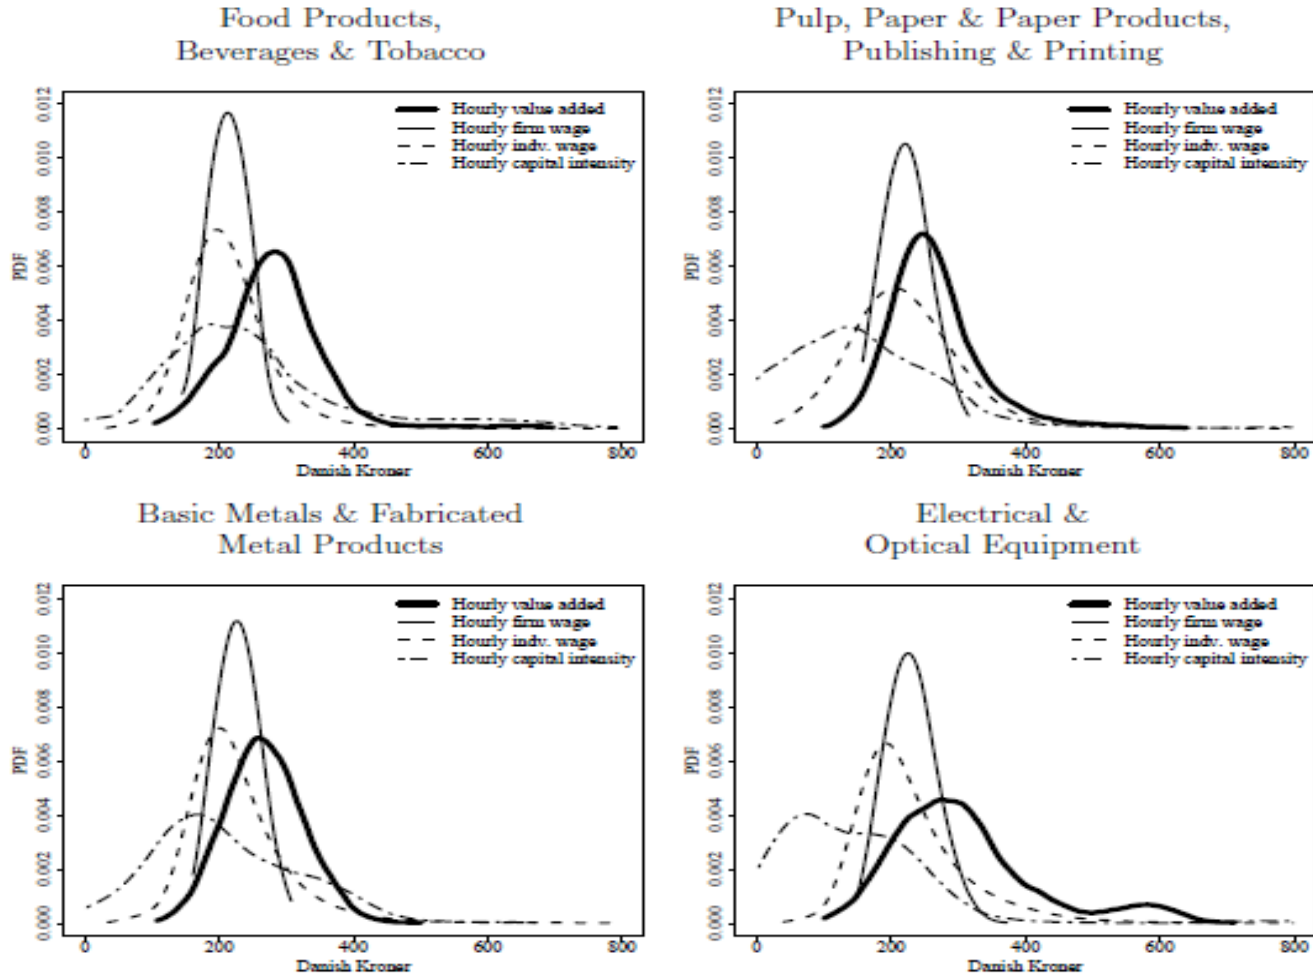 Food Products,
Beverages & Tobacco
PDF
0.012
0.010
0.008
0.006
0.004
0.002
0.000
Hourly value added
Hourly firm wage
Hourly indv. wage
Hourly capital intensity
0 200 400 600 800
Danish Kroner
Pulp, Paper & Paper Products,
Publishing & Printing
PDF
0.012
0.010
0.008
0.006
0.004
0.002
0.000
Hourly value added
Hourly firm wage
Hourly indv. wage
Hourly capital intensity
0 200 400 600 800
Danish Kroner
Basic Metals & Fabricated
Metal Products
PDF
0.012
0.010
0.008
0.006
0.004
0.002
0.000
Hourly value added
Hourly firm wage
Hourly indv. wage
Hourly capital intensity
0 200 400 600 800
Danish Kroner
Electrical &
Optical Equipment
PDF
0.012
0.010
0.008
0.006
0.004
0.002
0.000
Hourly value added
Hourly firm wage
Hourly indv. wage
Hourly capital intensity
0 200 400 600 800
Danish Kroner